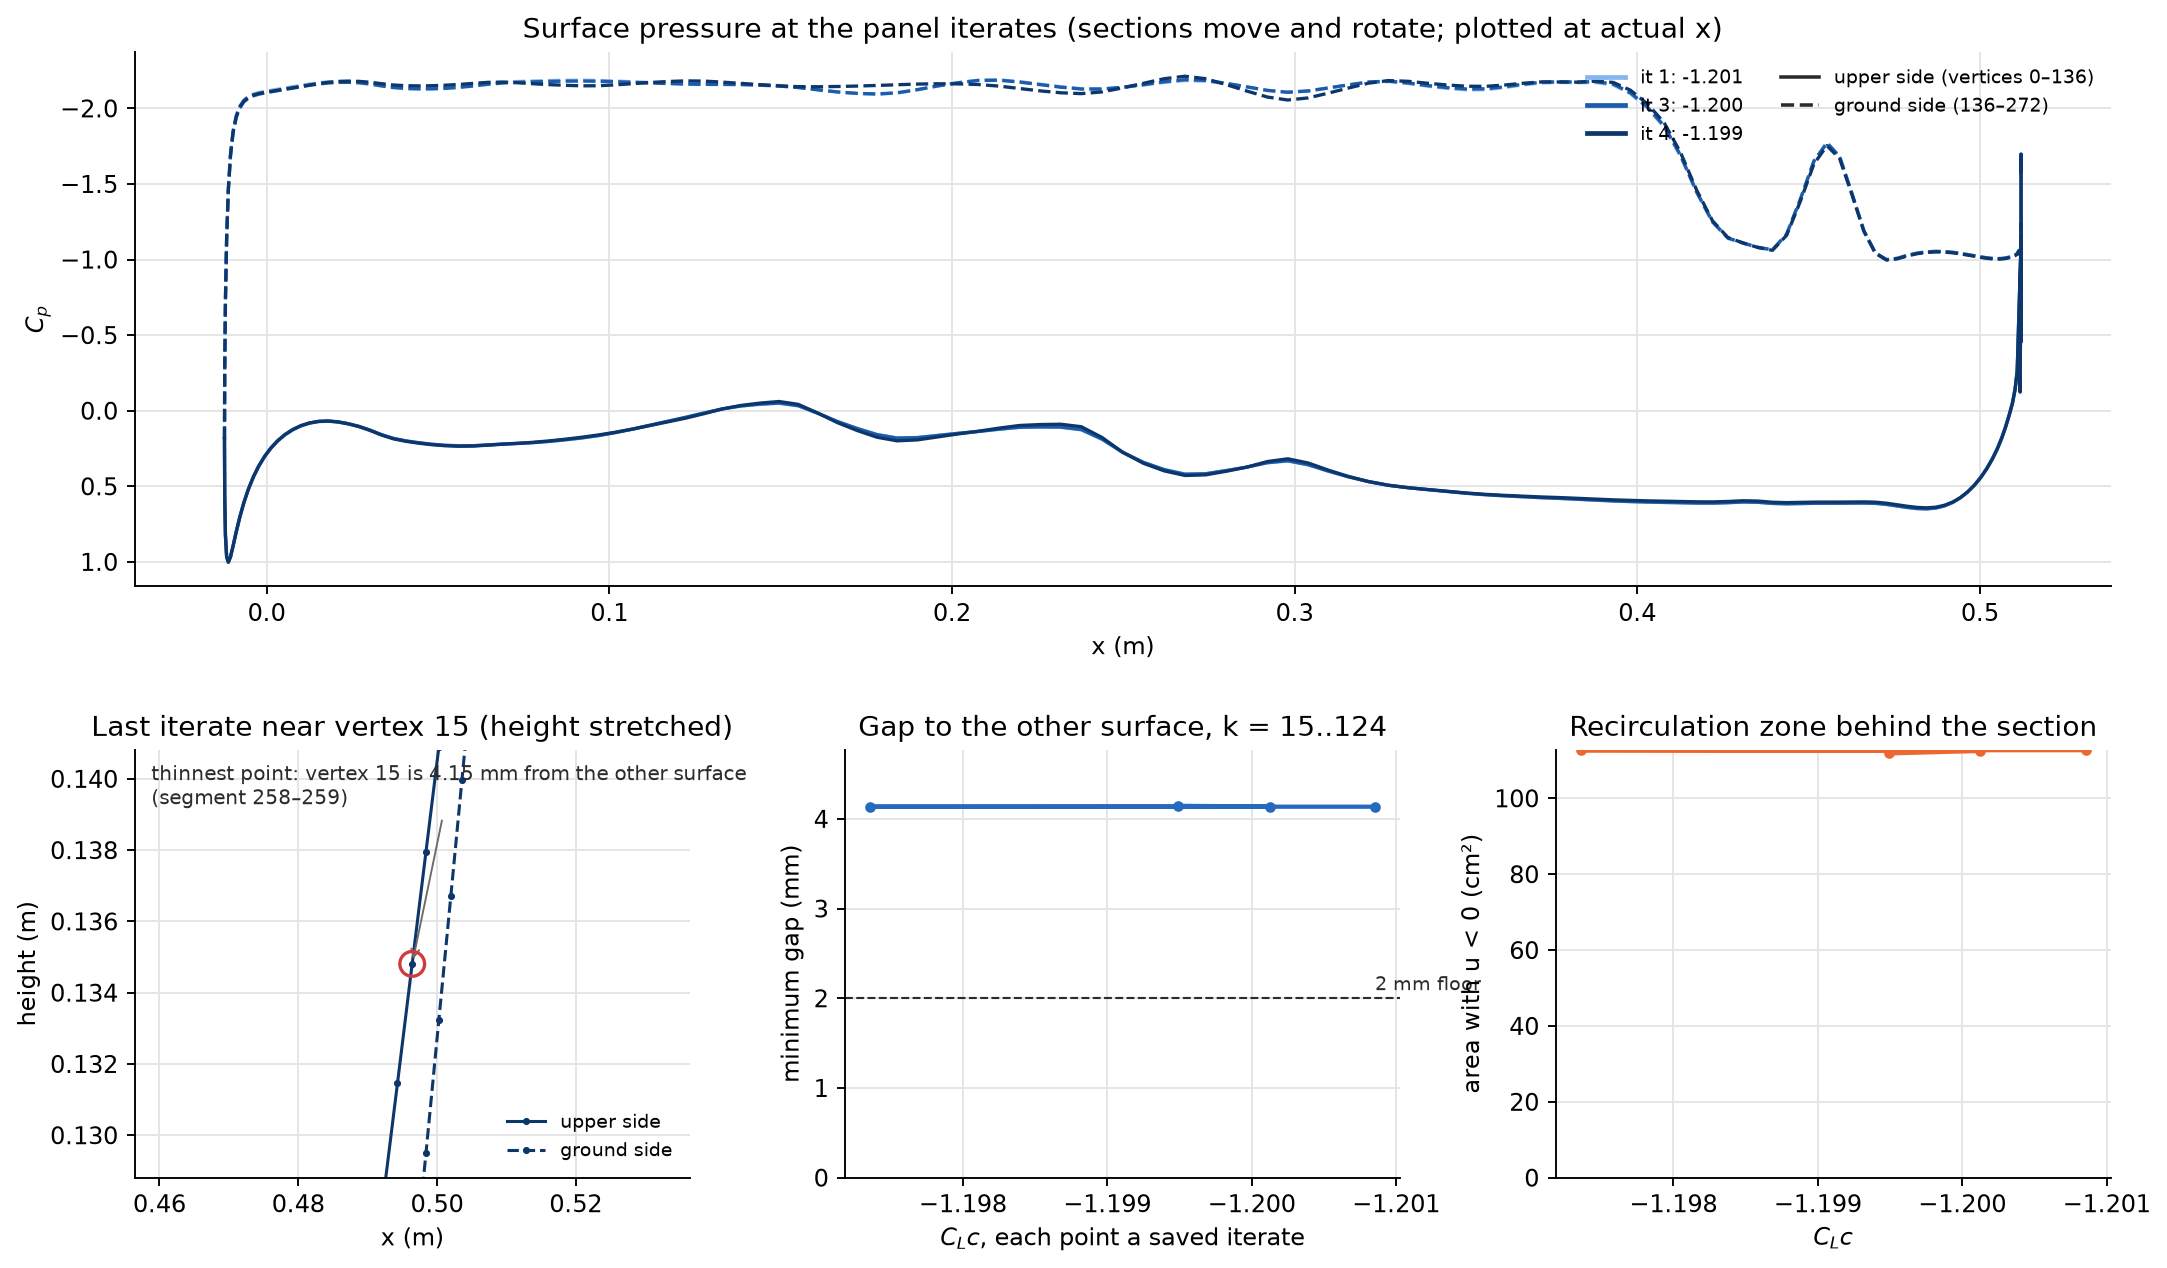 Surface pressure at the panel iterates (sections move and rotate; plotted at actual x)
it 1: -1.201
it 3: -1.200
it 4: -1.199
upper side (vertices 0–136)
ground side (136–272)
−2.0
−1.5
−1.0
−0.5
0.0
0.5
1.0
Cp
0.0
0.1
0.2
0.3
0.4
0.5
x (m)
Last iterate near vertex 15 (height stretched)
thinnest point: vertex 15 is 4.15 mm from the other surface
(segment 258–259)
0.140
0.138
0.136
0.134
0.132
0.130
height (m)
upper side
ground side
0.46
0.48
0.50
0.52
x (m)
Gap to the other surface, k = 15..124
4
3
2
1
0
minimum gap (mm)
2 mm floor
−1.198
−1.199
−1.200
−1.201
CLc, each point a saved iterate
Recirculation zone behind the section
100
80
60
40
20
0
area with u < 0 (cm²)
−1.198
−1.199
−1.200
−1.201
CLc